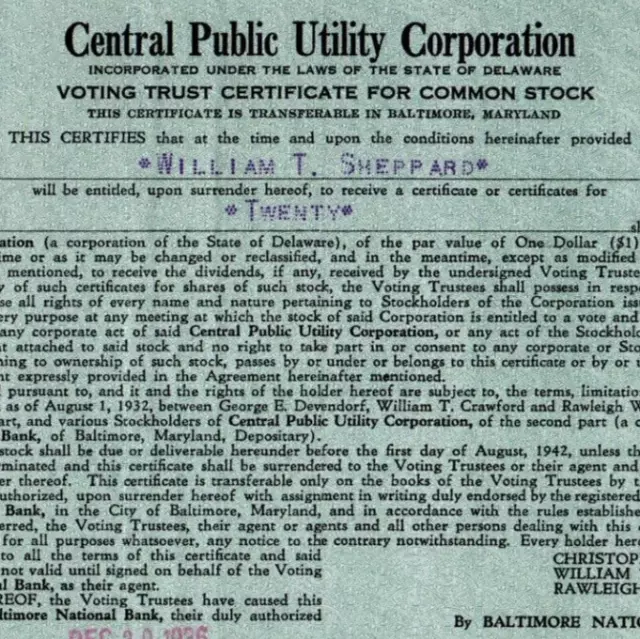 Central Public Utility Corporation
INCORPORATED UNDER THE LAWS OF THE STATE OF DELAWARE
VOTING TRUST CERTIFICATE FOR COMMON STOCK
THIS CERTIFICATE IS TRANSFERABLE IN BALTIMORE, MARYLAND
THIS CERTIFIES that at the time and upon the conditions hereinafter provided
*WILLIAM T. SHEPPARD*
will be entitled, upon surrender hereof, to receive a certificate or certificates for
*TWENTY*
ation (a corporation of the State of Delaware), of the par value of One Dollar ($1)
ime or as it may be changed or reclassified, and in the meantime, except as modified
mentioned, to receive the dividends, if any, received by the undersigned Voting Truste
y of such certificates for shares of such stock, the Voting Trustees shall possess in respe
se all rights of every name and nature pertaining to Stockholders of the Corporation iss
ery purpose at any meeting at which the stock of said Corporation is entitled to a vote and
any corporate act of said Central Public Utility Corporation, or any act of the Stockhol
nt attached to said stock and no right to take part in or consent to any corporate or Sto
ning to ownership of such stock, passes by or under or belongs to this certificate or by or u
nt expressly provided in the Agreement hereinafter mentioned.
pursuant to, and it and the rights of the holder hereof are subject to, the terms, limitation
as of August 1, 1932, between George E. Devendorf, William T. Crawford and Rawleigh W
art, and various Stockholders of Central Public Utility Corporation, of the second part (a c
Bank, of Baltimore, Maryland, Depositary).
stock shall be due or deliverable hereunder before the first day of August, 1942, unless th
rminated and this certificate shall be surrendered to the Voting Trustees or their agent and
er thereof. This certificate is transferable only on the books of the Voting Trustees by t
uthorized, upon surrender hereof with assignment in writing duly endorsed by the registered
Bank, in the City of Baltimore, Maryland, and in accordance with the rules establishe
erred, the Voting Trustees, their agent or agents and all other persons dealing with this
for all purposes whatsoever, any notice to the contrary notwithstanding. Every holder her
to all the terms of this certificate and said
not valid until signed on behalf of the Voting
al Bank, as their agent.
REOF, the Voting Trustees have caused this
ltimore National Bank, their duly authorized
CHRISTOP
WILLIAM
RAWLEIGH
By BALTIMORE NATIO
DEC 29 1936